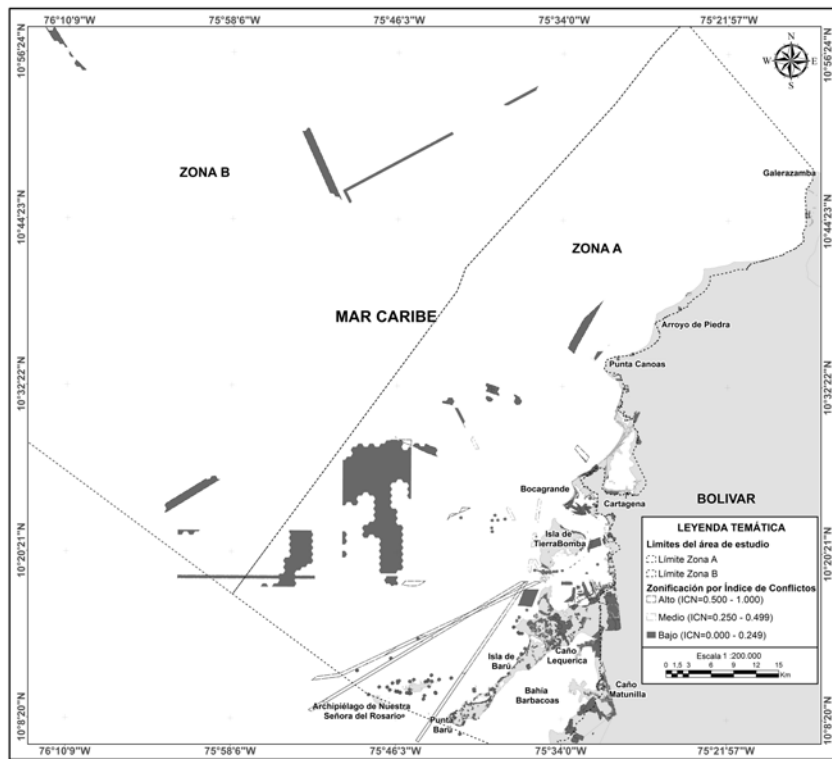 76°10'9"W 75°58'6"W 75°46'3"W 75°34'0"W 75°21'57"W
10°56'24"N 10°56'24"N
N
W E
S
ZONA B
Galerazamba
10°44'23"N 10°44'23"N
ZONA A
MAR CARIBE
Arroyo de Piedra
Punta Canoas
10°32'22"N 10°32'22"N
Bocagrande
Cartagena
BOLIVAR
Isla de
TierraBomba
10°20'21"N 10°20'21"N
LEYENDA TEMÁTICA
Límites del área de estudio
Límite Zona A
Límite Zona B
Zonificación por Índice de Conflictos
Alto (ICN=0.500 - 1.000)
Medio (ICN=0.250 - 0.499)
Bajo (ICN=0.000 - 0.249)
Escala 1 :200.000
0 1,5 3 6 9 12 15
Km
Isla de
Barú
Caño
Lequerica
Bahía
Barbacoas
Caño
Matunilla
Archipiélago de Nuestra
Señora del Rosario
Punta
Barú
10°8'20"N 10°8'20"N
76°10'9"W 75°58'6"W 75°46'3"W 75°34'0"W 75°21'57"W